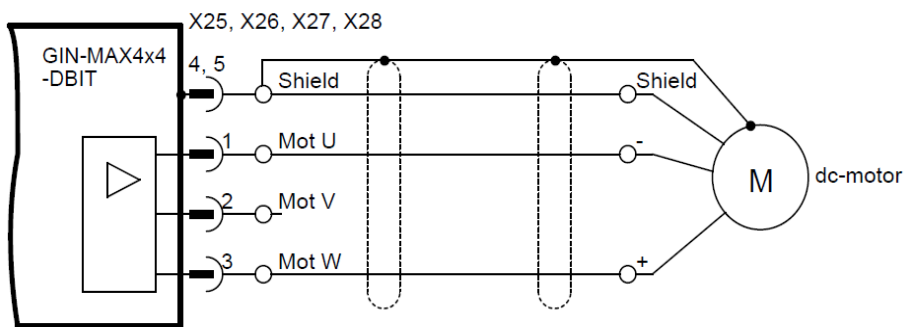 X25, X26, X27, X28
GIN-MAX4x4
-DBIT
4, 5
Shield
Shield
1
Mot U
-
2
Mot V
M
dc-motor
3
Mot W
+